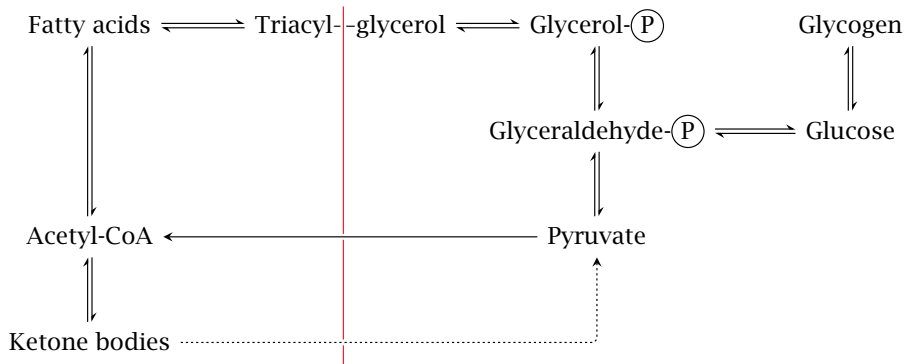 Fatty acids
Triacyl-
-glycerol
Glycerol-P
Glycogen
Glyceraldehyde-P
Glucose
Acetyl-CoA
Pyruvate
Ketone bodies